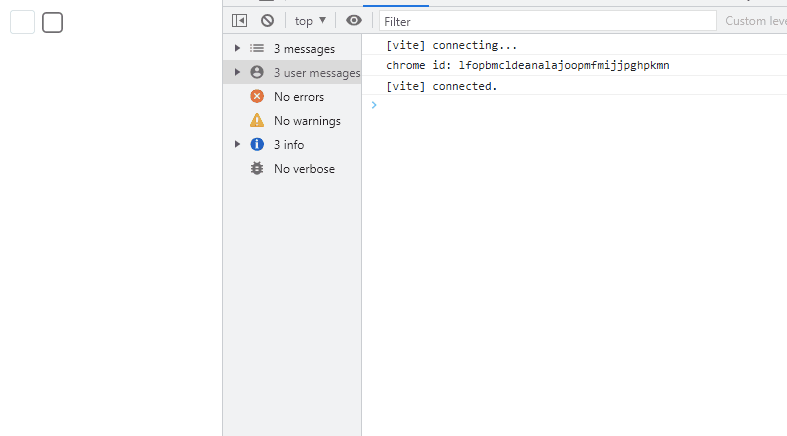 top ▼
Filter
Custom leve
3 messages
3 user messages
No errors
No warnings
3 info
No verbose
[vite] connecting...
chrome id: lfopbmcldeanalajoopmfmijjpghpkmn
[vite] connected.